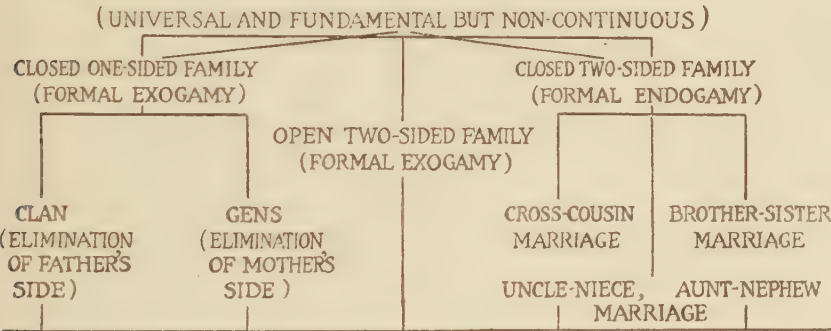 (UNIVERSAL AND FUNDAMENTAL BUT NON-CONTINUOUS)
CLOSED ONE-SIDED FAMILY
(FORMAL EXOGAMY)
CLOSED TWO-SIDED FAMILY
(FORMAL ENDOGAMY)
OPEN TWO-SIDED FAMILY
(FORMAL EXOGAMY)
CLAN
(ELIMINATION
OF FATHER'S
SIDE)
GENS
(ELIMINATION
OF MOTHER'S
SIDE)
CROSS-COUSIN
MARRIAGE
BROTHER-SISTER
MARRIAGE
UNCLE-NIECE, AUNT-NEPHEW
MARRIAGE